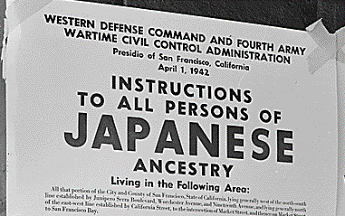 WESTERN DEFENSE COMMAND AND FOURTH ARMY
WARTIME CIVIL CONTROL ADMINISTRATION
Presidio of San Francisco, California
April 1, 1942
INSTRUCTIONS
TO ALL PERSONS OF
JAPANESE
ANCESTRY
Living in the Following Area:
All that portion of the City and County of San Francisco, State of California, lying generally west of the north-south
line established by Junipero Serra Boulevard, Worchester Avenue, and Nineteenth Avenue, and lying generally north
of the east-west line established by California Street, to the intersection of Market Street, and thence on Market Street
to San Francisco Bay.